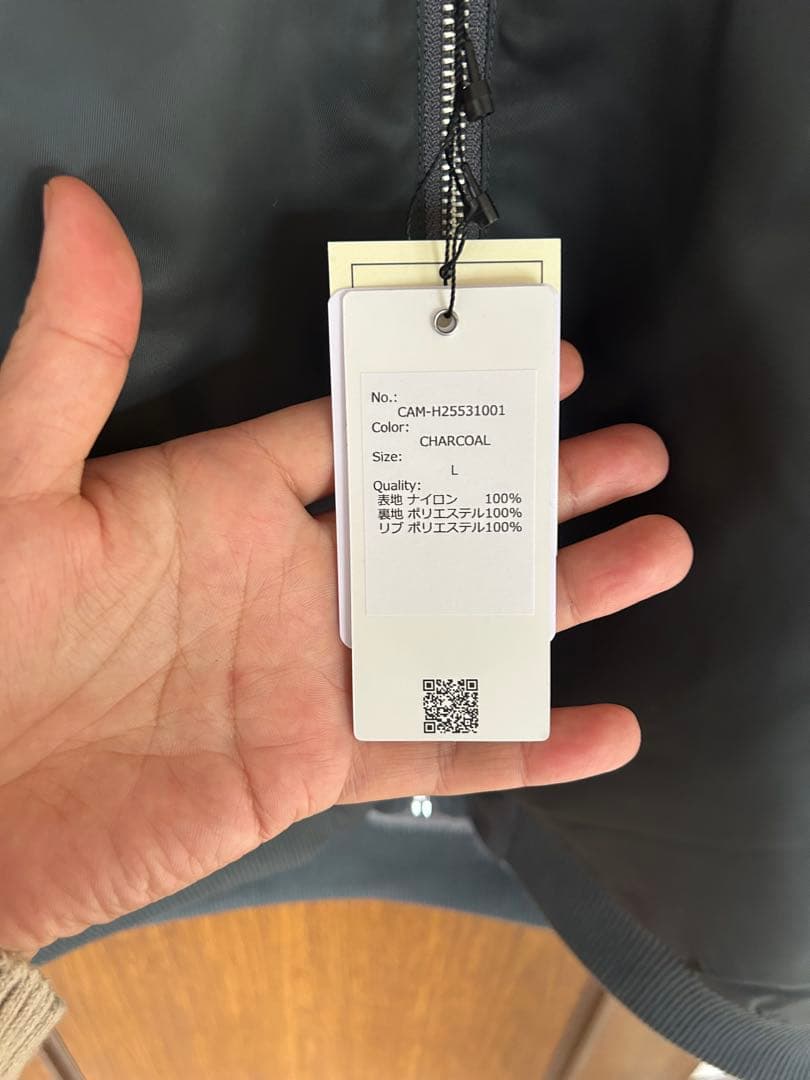 No.:
CAM-H25531001
Color:
CHARCOAL
Size:
L
Quality:
表地 ナイロン 100%
裏地 ポリエステル100%
リブ ポリエステル100%